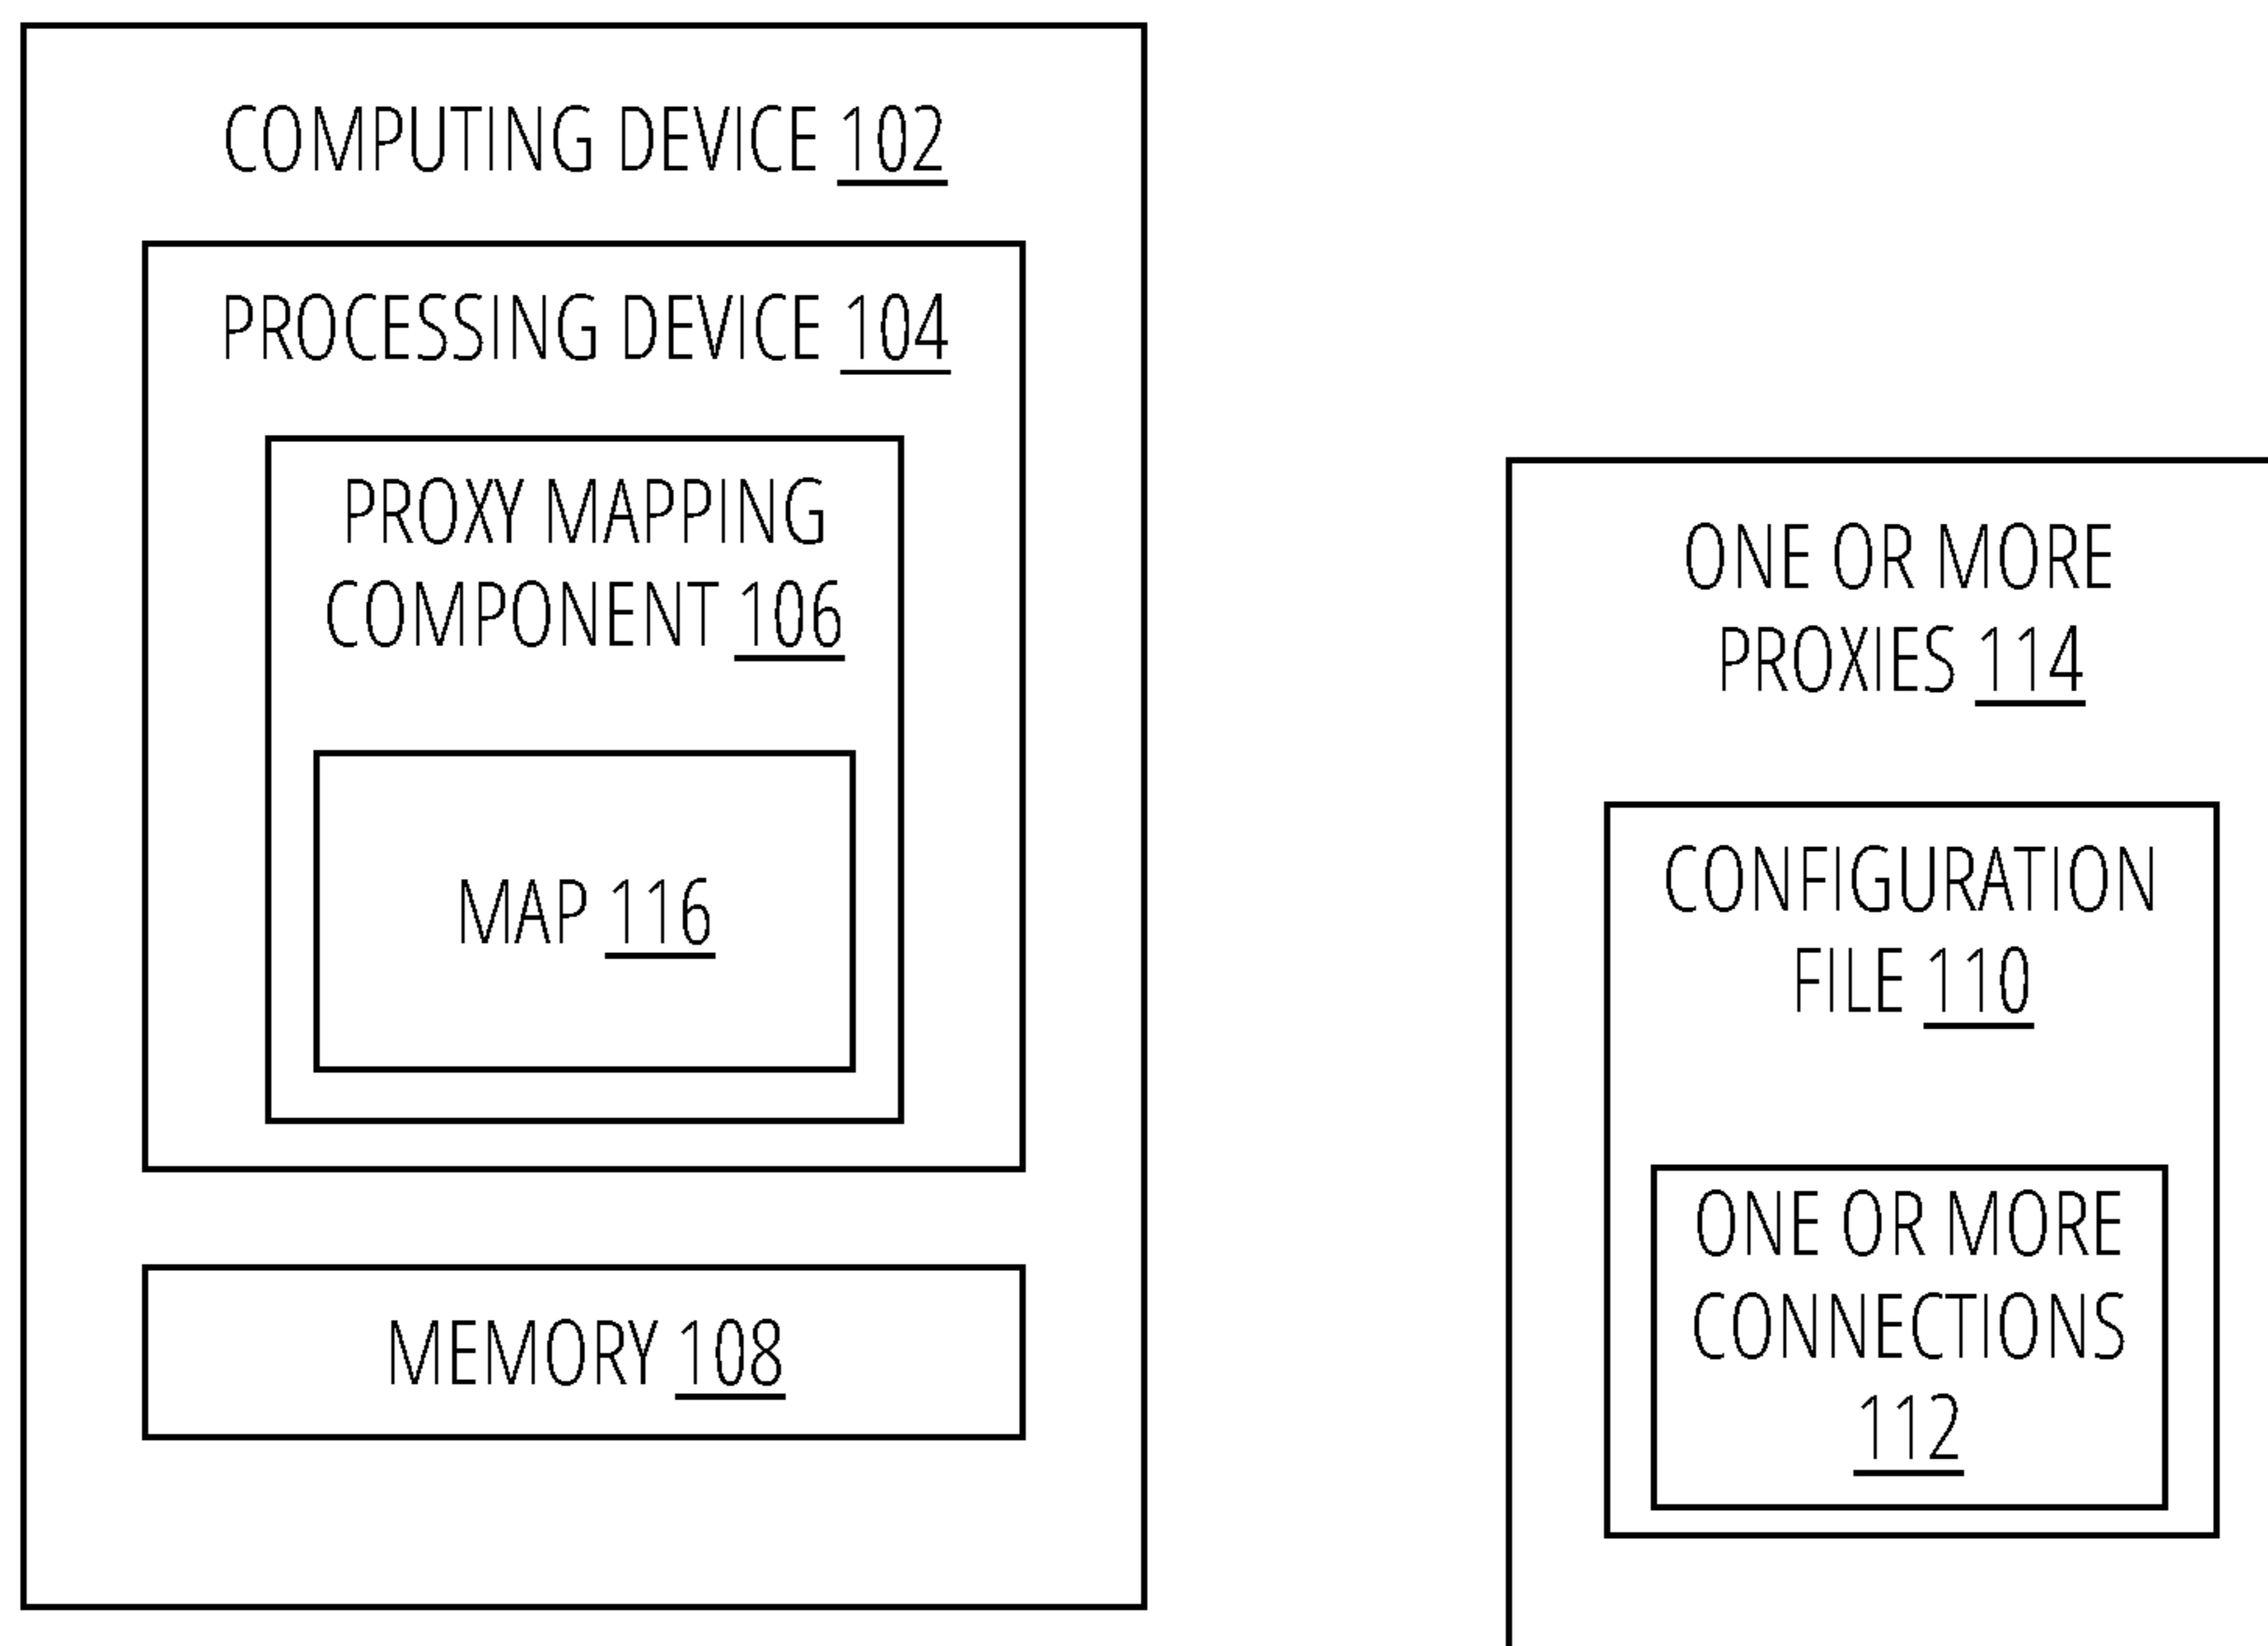 COMPUTING DEVICE 102
PROCESSING DEVICE 104
PROXY MAPPING
COMPONENT 106
MAP 116
MEMORY 108
ONE OR MORE
PROXIES 114
CONFIGURATION
FILE 110
ONE OR MORE
CONNECTIONS
112